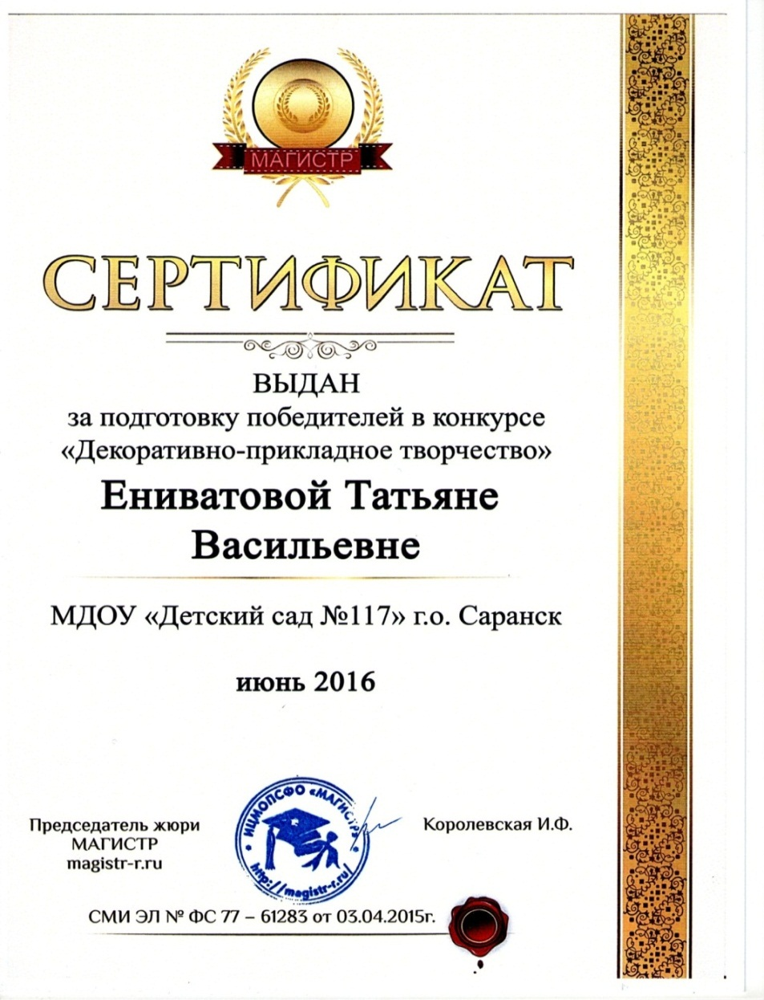 МАГИСТР
СЕРТИФИКАТ
ВЫДАН
за подготовку победителей в конкурсе
«Декоративно-прикладное творчество»
Ениватовой Татьяне
Васильевне
МДОУ «Детский сад №117» г.о. Саранск
июнь 2016
Председатель жюри
МАГИСТР
magistr-r.ru
ИЦМОПСФО «МАГИСТР»
http://magistr-r.ru/
Королевская И.Ф.
СМИ ЭЛ № ФС 77 – 61283 от 03.04.2015г.